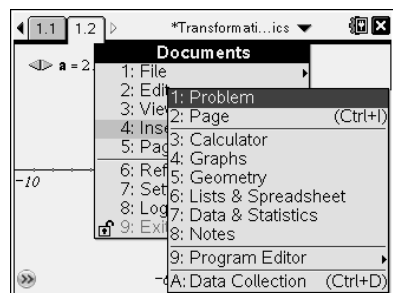 1.1 1.2 *Transformati...ics
Documents
a = 2.
1: File
2: Edit
1: Problem
3: View
2: Page (Ctrl+I)
4: Inse
3: Calculator
4: Graphs
5: Pag
5: Geometry
6: Ref
6: Lists & Spreadsheet
-10
7: Set
7: Data & Statistics
8: Log
8: Notes
9: Exit
9: Program Editor
A: Data Collection (Ctrl+D)